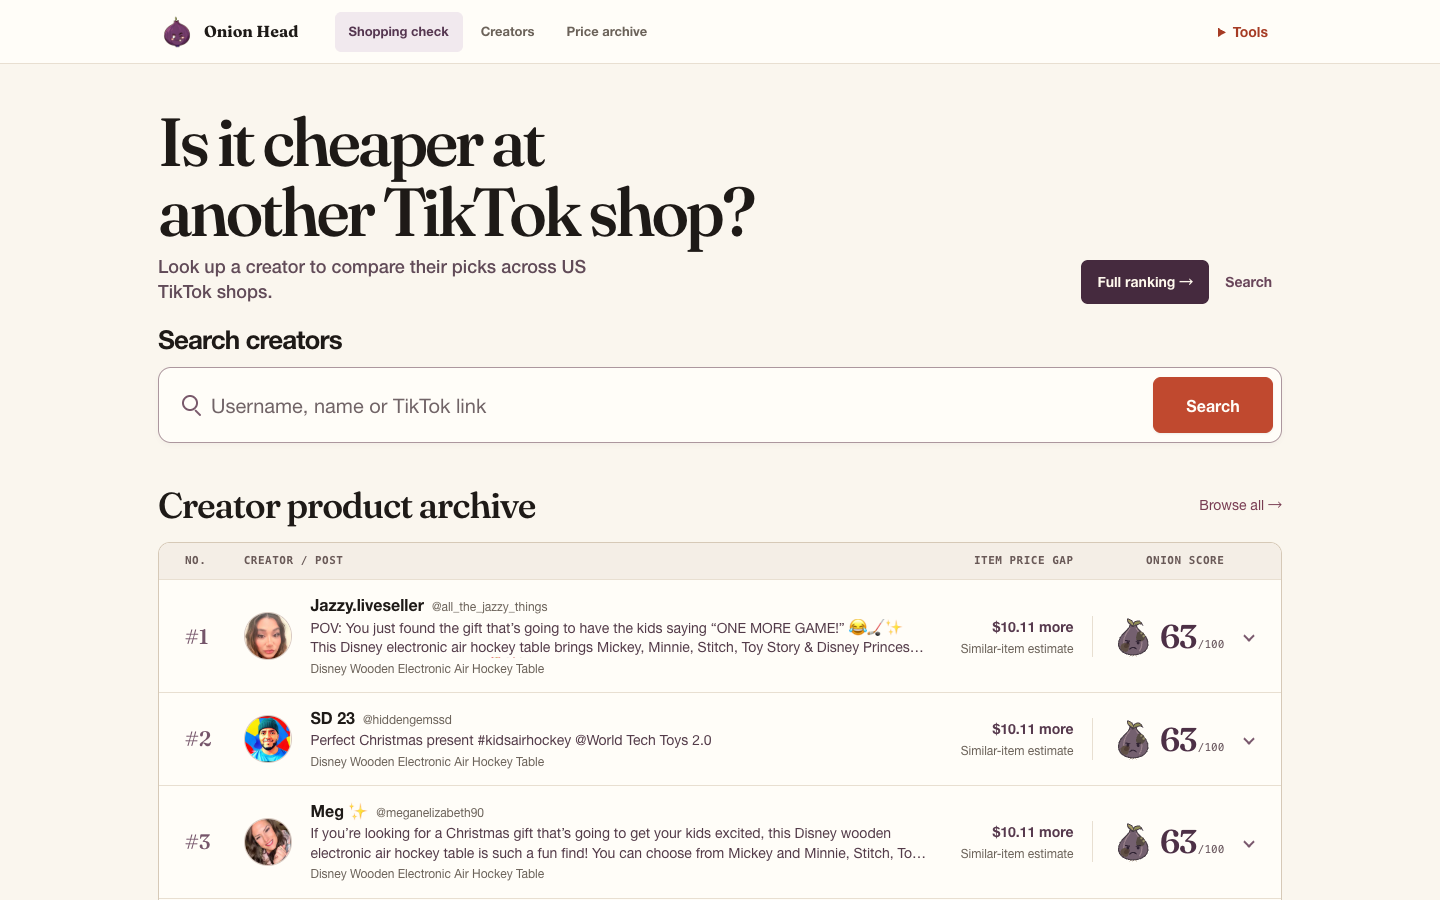 Onion Head
Shopping check
Creators
Price archive
Tools
Is it cheaper at
another TikTok shop?
Look up a creator to compare their picks across US
TikTok shops.
Full ranking →
Search
Search creators
Username, name or TikTok link
Search
Creator product archive
Browse all →
NO.
CREATOR / POST
ITEM PRICE GAP
ONION SCORE
#1
Jazzy.liveseller @all_the_jazzy_things
POV: You just found the gift that’s going to have the kids saying “ONE MORE GAME!” 😂🏒✨
This Disney electronic air hockey table brings Mickey, Minnie, Stitch, Toy Story & Disney Princes…
Disney Wooden Electronic Air Hockey Table
$10.11 more
Similar-item estimate
63/100
#2
SD 23 @hiddengemssd
Perfect Christmas present #kidsairhockey @World Tech Toys 2.0
Disney Wooden Electronic Air Hockey Table
$10.11 more
Similar-item estimate
63/100
#3
Meg ✨ @meganelizabeth90
If you’re looking for a Christmas gift that’s going to get your kids excited, this Disney wooden
electronic air hockey table is such a fun find! You can choose from Mickey and Minnie, Stitch, To…
Disney Wooden Electronic Air Hockey Table
$10.11 more
Similar-item estimate
63/100